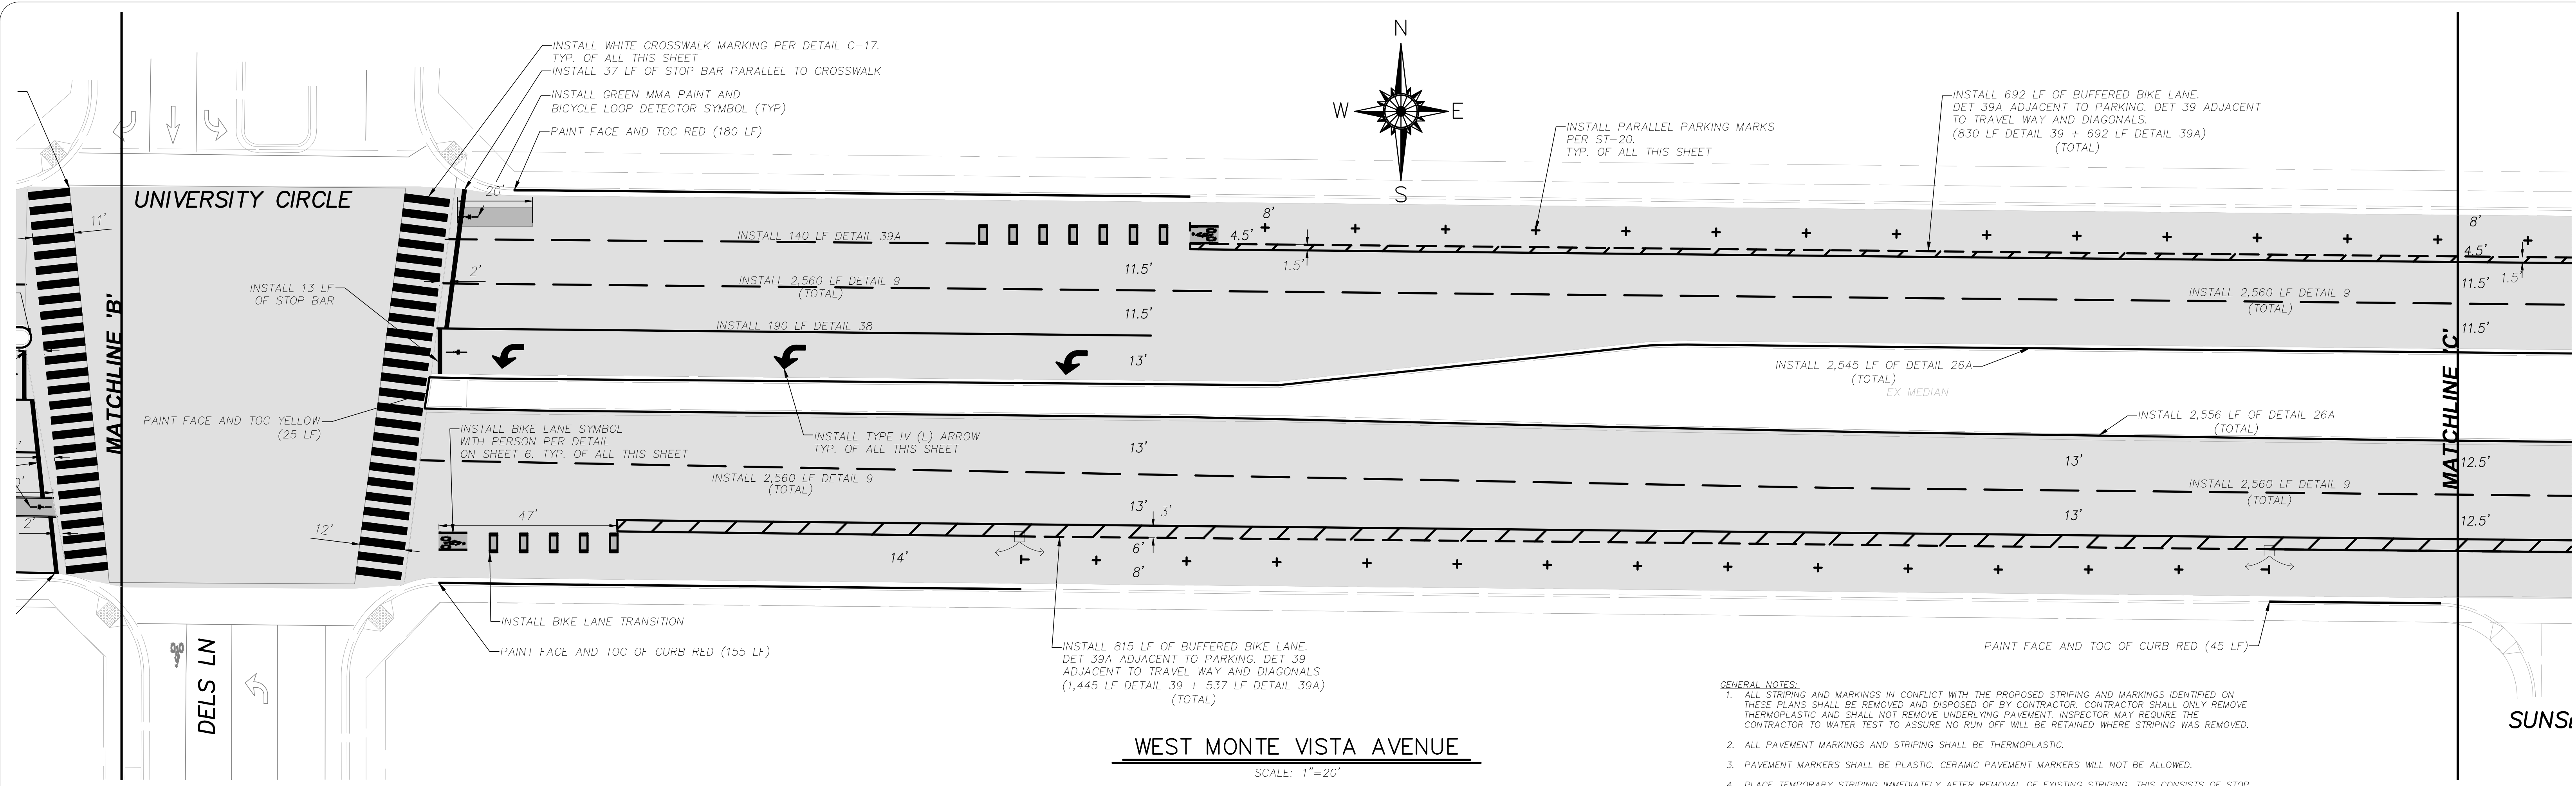 INSTALL WHITE CROSSWALK MARKING PER DETAIL C-17.
TYP. OF ALL THIS SHEET
INSTALL 37 LF OF STOP BAR PARALLEL TO CROSSWALK
INSTALL GREEN MMA PAINT AND
BICYCLE LOOP DETECTOR SYMBOL (TYP)
PAINT FACE AND TOC RED (180 LF)
N
W
E
S
INSTALL PARALLEL PARKING MARKS
PER ST-20.
TYP. OF ALL THIS SHEET
INSTALL 692 LF OF BUFFERED BIKE LANE.
DET 39A ADJACENT TO PARKING. DET 39 ADJACENT
TO TRAVEL WAY AND DIAGONALS.
(830 LF DETAIL 39 + 692 LF DETAIL 39A)
(TOTAL)
UNIVERSITY CIRCLE
11'
20'
2'
INSTALL 140 LF DETAIL 39A
INSTALL 2,560 LF DETAIL 9
(TOTAL)
INSTALL 190 LF DETAIL 38
8'
4.5'
1.5'
11.5'
11.5'
13'
8'
4.5'
1.5'
11.5'
11.5'
INSTALL 2,560 LF DETAIL 9
(TOTAL)
INSTALL 13 LF
OF STOP BAR
MATCHLINE 'B'
MATCHLINE 'C'
INSTALL 2,545 LF OF DETAIL 26A
(TOTAL)
EX MEDIAN
PAINT FACE AND TOC YELLOW
(25 LF)
INSTALL BIKE LANE SYMBOL
WITH PERSON PER DETAIL
ON SHEET 6. TYP. OF ALL THIS SHEET
INSTALL TYPE IV (L) ARROW
TYP. OF ALL THIS SHEET
INSTALL 2,556 LF OF DETAIL 26A
(TOTAL)
13'
13'
12.5'
INSTALL 2,560 LF DETAIL 9
(TOTAL)
INSTALL 2,560 LF DETAIL 9
(TOTAL)
2'
12'
47'
14'
13'
3'
6'
8'
13'
12.5'
INSTALL BIKE LANE TRANSITION
PAINT FACE AND TOC OF CURB RED (155 LF)
INSTALL 815 LF OF BUFFERED BIKE LANE.
DET 39A ADJACENT TO PARKING. DET 39
ADJACENT TO TRAVEL WAY AND DIAGONALS
(1,445 LF DETAIL 39 + 537 LF DETAIL 39A)
(TOTAL)
PAINT FACE AND TOC OF CURB RED (45 LF)
DELS LN
SUNS
WEST MONTE VISTA AVENUE
SCALE: 1"=20'
GENERAL NOTES:
1. ALL STRIPING AND MARKINGS IN CONFLICT WITH THE PROPOSED STRIPING AND MARKINGS IDENTIFIED ON
THESE PLANS SHALL BE REMOVED AND DISPOSED OF BY CONTRACTOR. CONTRACTOR SHALL ONLY REMOVE
THERMOPLASTIC AND SHALL NOT REMOVE UNDERLYING PAVEMENT. INSPECTOR MAY REQUIRE THE
CONTRACTOR TO WATER TEST TO ASSURE NO RUN OFF WILL BE RETAINED WHERE STRIPING WAS REMOVED.
2. ALL PAVEMENT MARKINGS AND STRIPING SHALL BE THERMOPLASTIC.
3. PAVEMENT MARKERS SHALL BE PLASTIC. CERAMIC PAVEMENT MARKERS WILL NOT BE ALLOWED.
4. PLACE TEMPORARY STRIPING IMMEDIATELY AFTER REMOVAL OF EXISTING STRIPING. THIS CONSISTS OF STOP